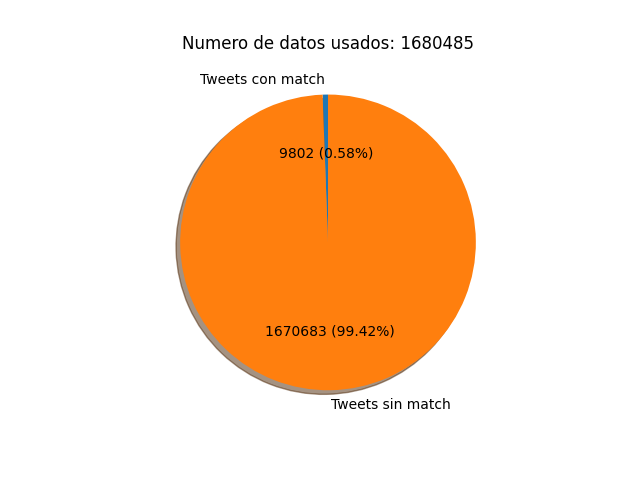 Numero de datos usados: 1680485
Tweets con match
9802 (0.58%)
1670683 (99.42%)
Tweets sin match